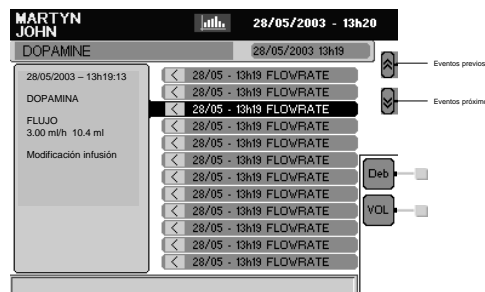 MARTYN
JOHN
28/05/2003 - 13h20
DOPAMINE
28/05/2003 13h19
Eventos previos
28/05/2003 – 13h19:13
DOPAMINA
FLUJO
3.00 ml/h 10.4 ml
Modificación infusión
< 28/05 - 13h19 FLOWRATE
< 28/05 - 13h19 FLOWRATE
< 28/05 - 13h19 FLOWRATE
< 28/05 - 13h19 FLOWRATE
< 28/05 - 13h19 FLOWRATE
< 28/05 - 13h19 FLOWRATE
< 28/05 - 13h19 FLOWRATE
< 28/05 - 13h19 FLOWRATE
< 28/05 - 13h19 FLOWRATE
< 28/05 - 13h19 FLOWRATE
< 28/05 - 13h19 FLOWRATE
< 28/05 - 13h19 FLOWRATE
Eventos
Deb
VOL